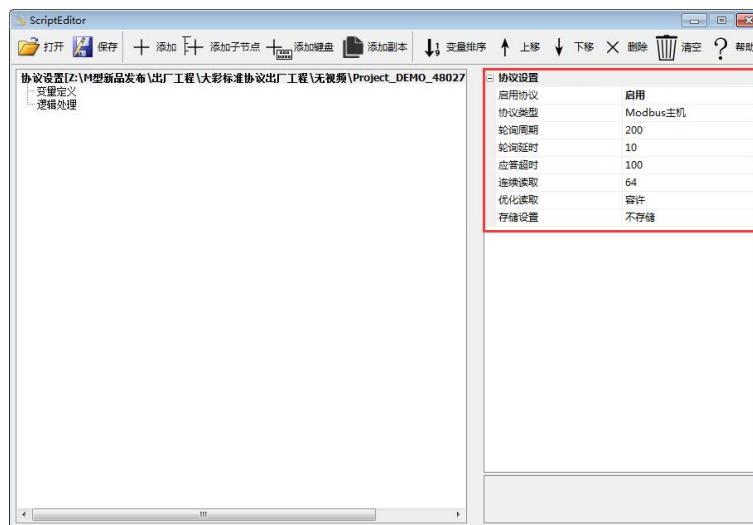 ScriptEditor
打开 保存 添加 添加子节点 添加键盘 添加副本 变量排序 上移 下移 删除 清空 帮助
协议设置[Z:\M型新品发布\出厂工程\大彩标准协议出厂工程\无视频\Project_DEMO_48027
变量定义
逻辑处理
协议设置
启用协议 启用
协议类型 Modbus主机
轮询周期 200
轮询延时 10
应答超时 100
连续读取 64
优化读取 容许
存储设置 不存储